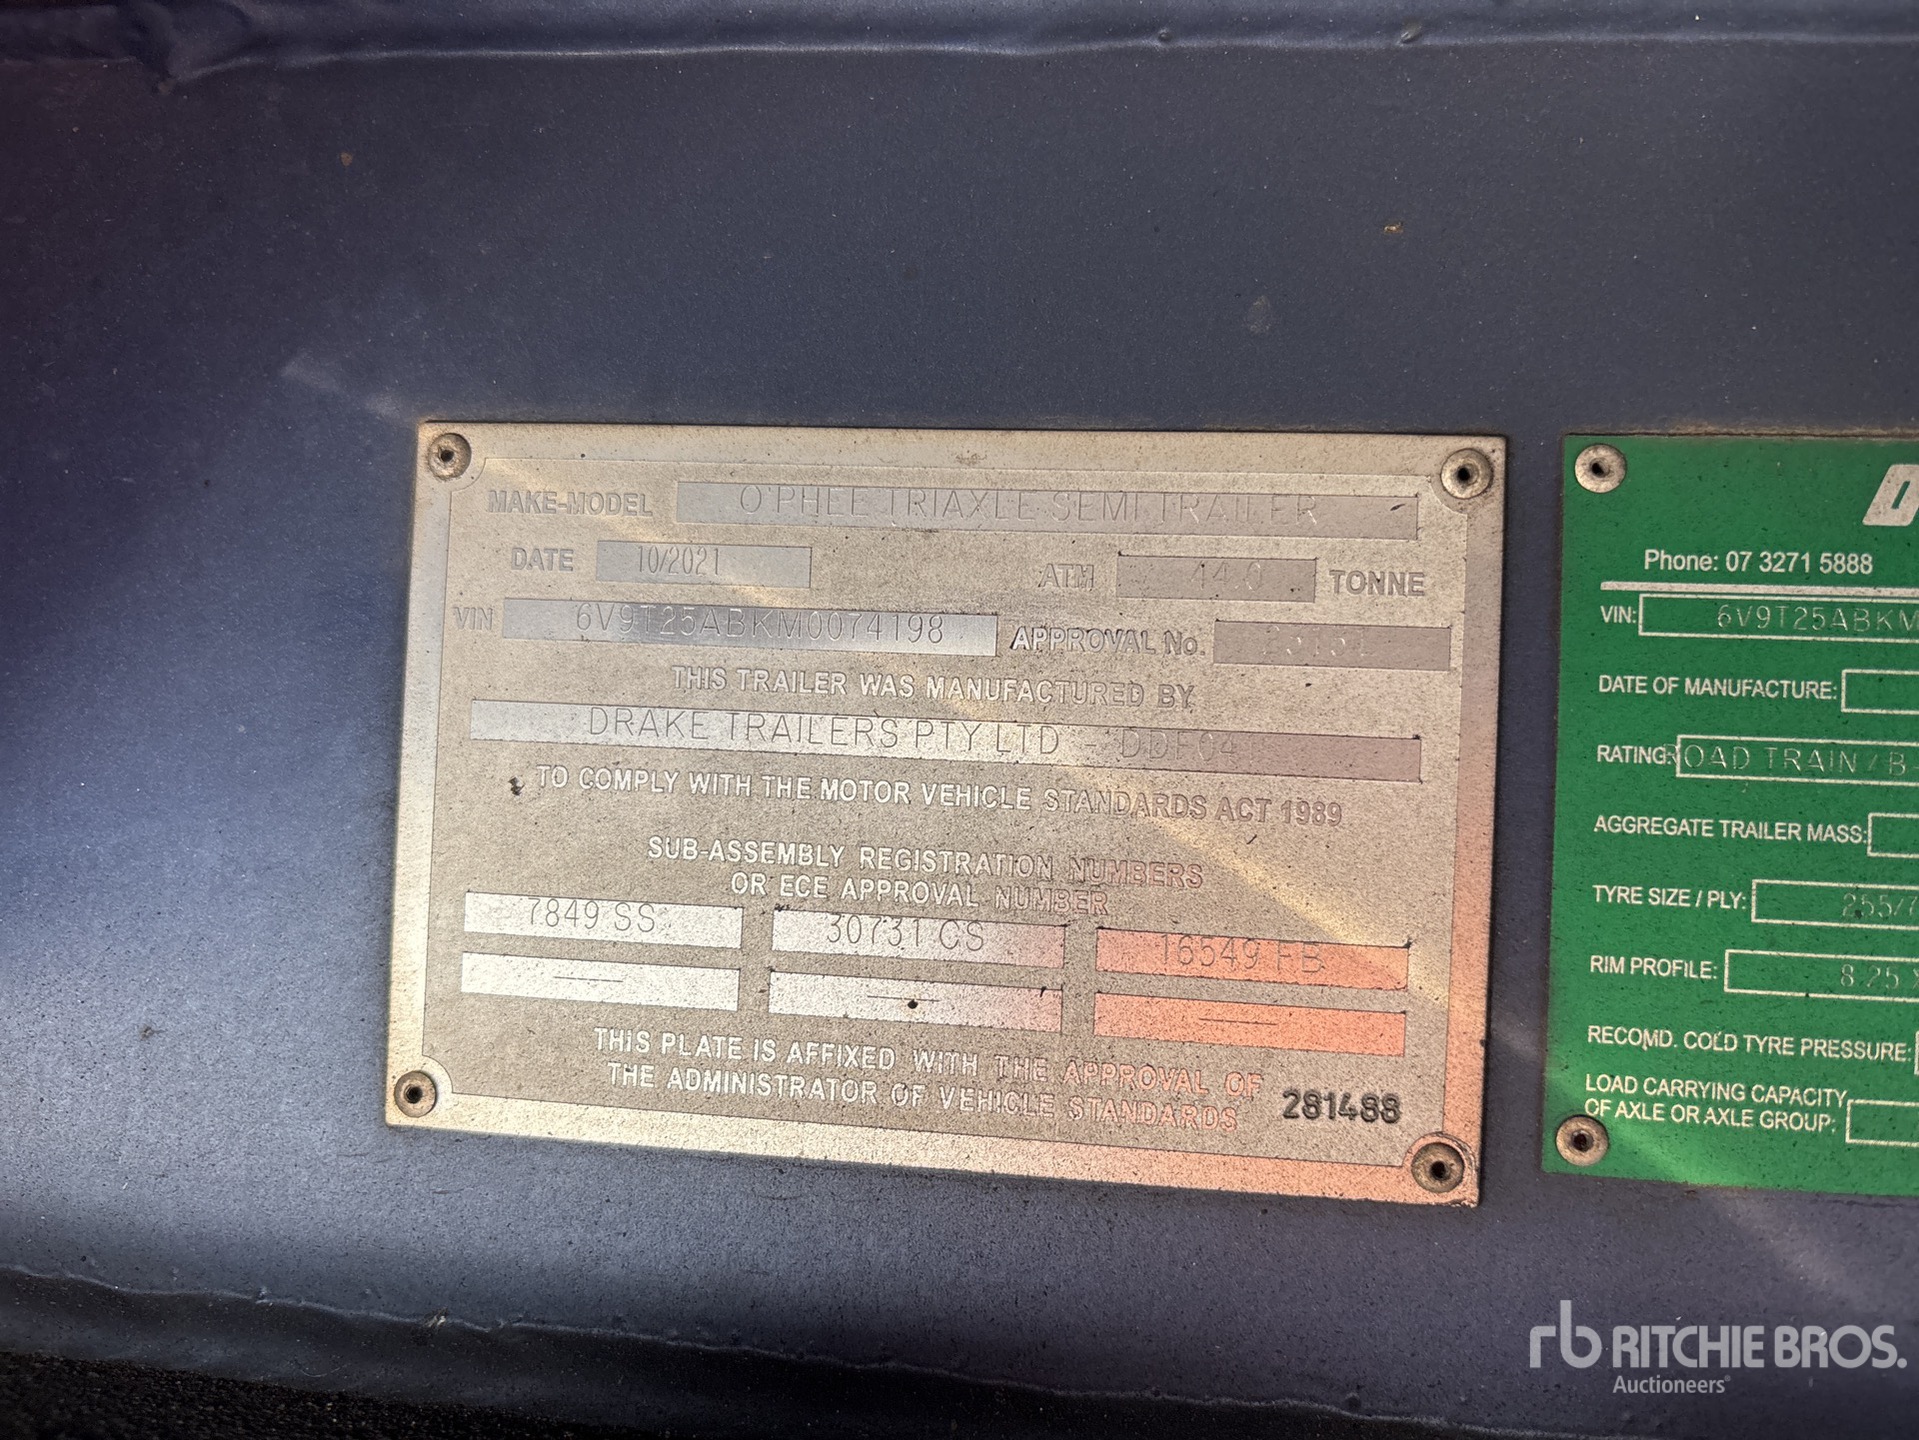 MAKE-MODEL O'PHEE TRIAXLE SEMI TRAILER
DATE 10/2021 ATM 44.0 TONNE
VIN 6V9T25ABKM0074198 APPROVAL No.
THIS TRAILER WAS MANUFACTURED BY
DRAKE TRAILERS PTY LTD -
TO COMPLY WITH THE MOTOR VEHICLE STANDARDS ACT 1989
SUB-ASSEMBLY REGISTRATION NUMBERS
OR ECE APPROVAL NUMBER
7849 SS 30731 CS 16549 FB
THIS PLATE IS AFFIXED WITH THE APPROVAL OF
THE ADMINISTRATOR OF VEHICLE STANDARDS 281488
Phone: 07 3271 5888
VIN: 6V9T25ABKM
DATE OF MANUFACTURE:
RATING: ROAD TRAIN / B-
AGGREGATE TRAILER MASS:
TYRE SIZE / PLY: 255/7
RIM PROFILE: 8.25 X
RECOMD. COLD TYRE PRESSURE:
LOAD CARRYING CAPACITY
OF AXLE OR AXLE GROUP:
rb RITCHIE BROS.
Auctioneers